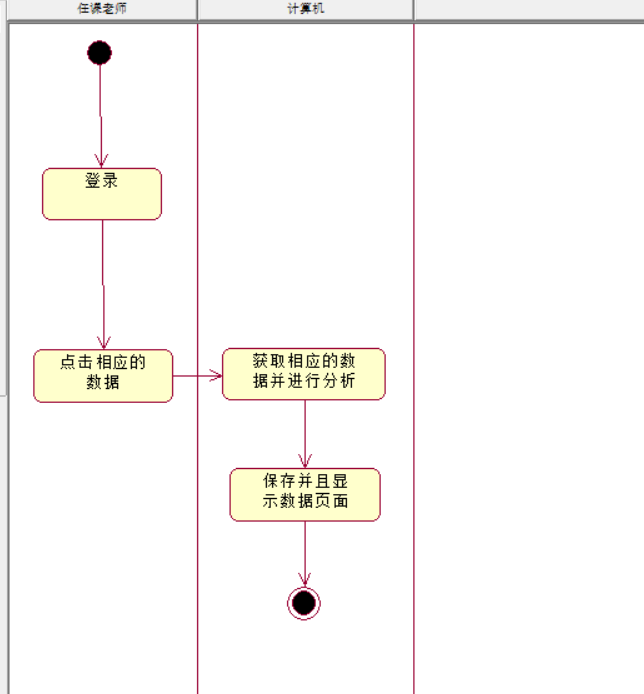 任课老师
计算机
登录
点击相应的
数据
获取相应的数
据并进行分析
保存并且显
示数据页面